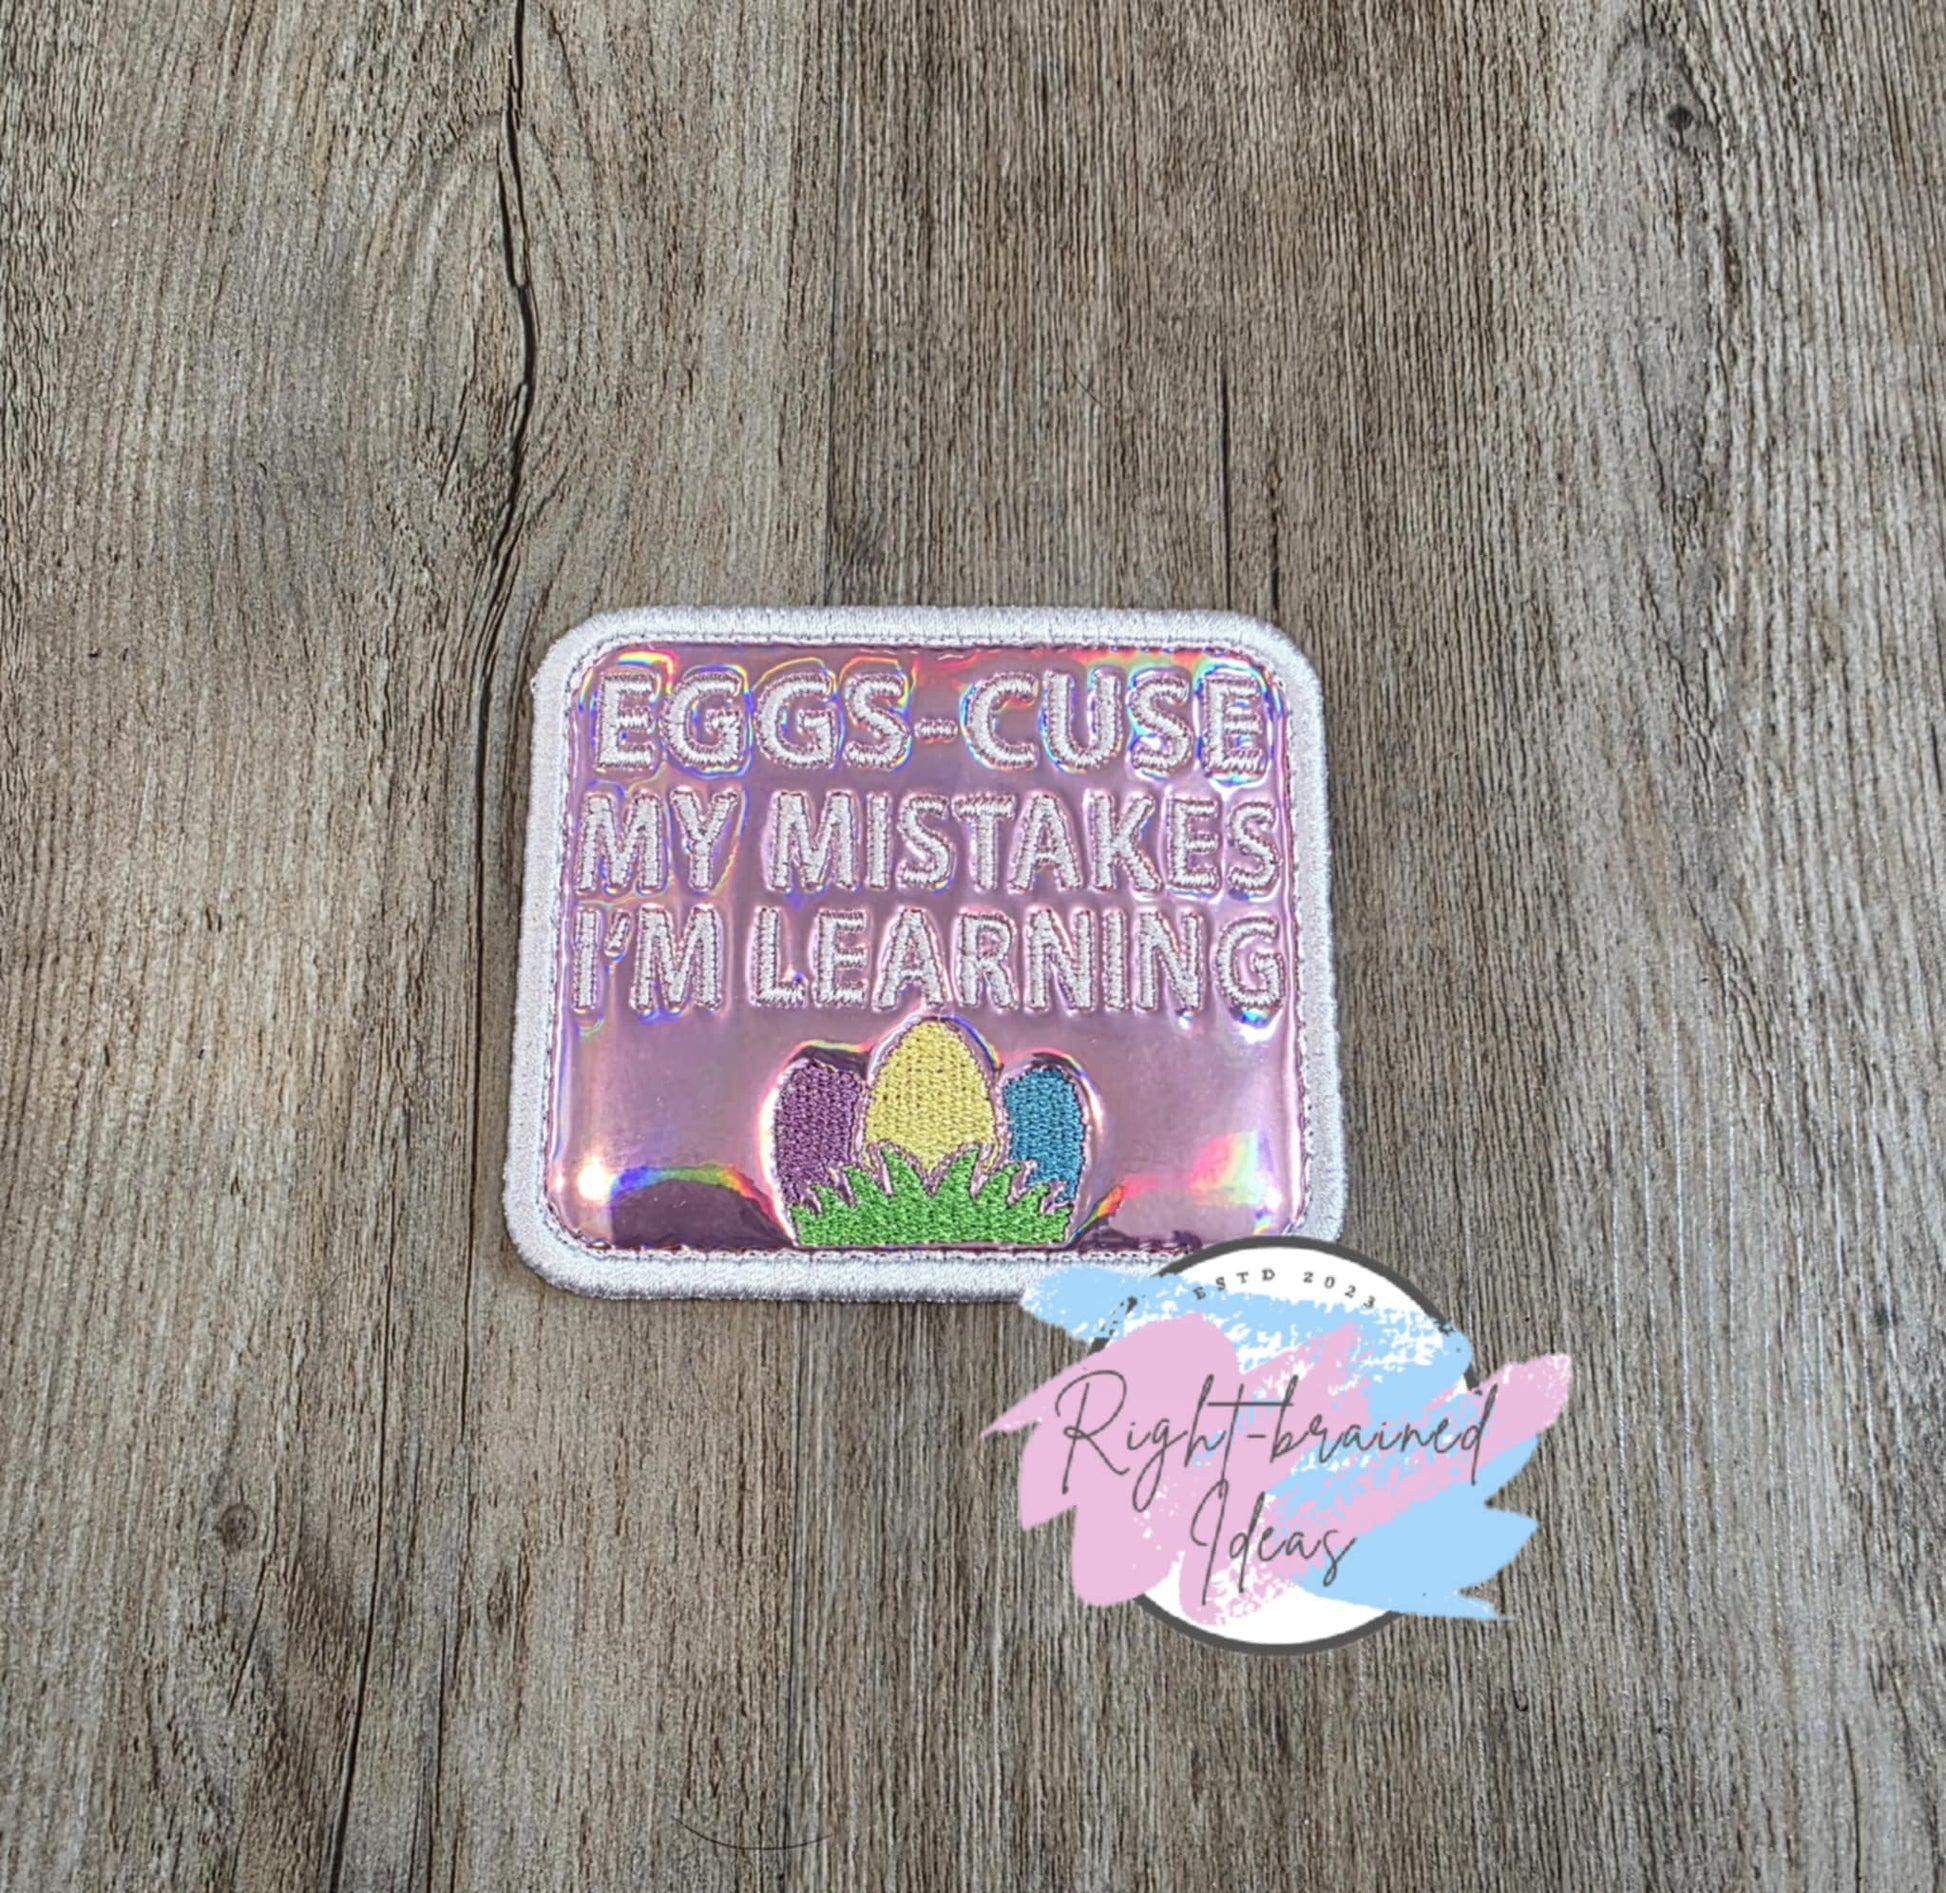 EGGS-CUSE
MY MISTAKES
I'M LEARNING
ESTD 2023
Right-brained
Ideas